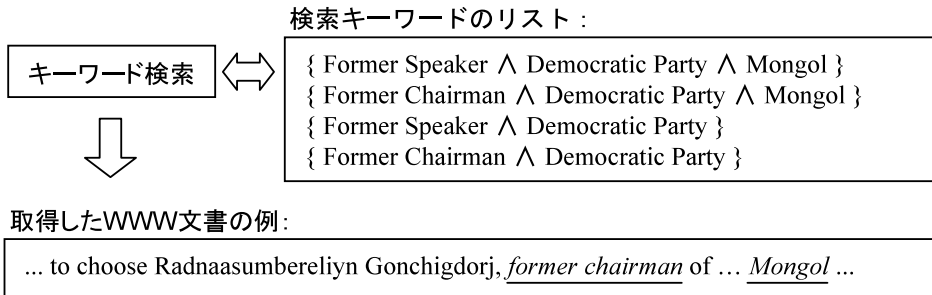 検索キーワードのリスト：
キーワード検索
{ Former Speaker ∧ Democratic Party ∧ Mongol }
{ Former Chairman ∧ Democratic Party ∧ Mongol }
{ Former Speaker ∧ Democratic Party }
{ Former Chairman ∧ Democratic Party }
取得したWWW文書の例：
... to choose Radnaasumbereliyn Gonchigdorj, former chairman of … Mongol ...